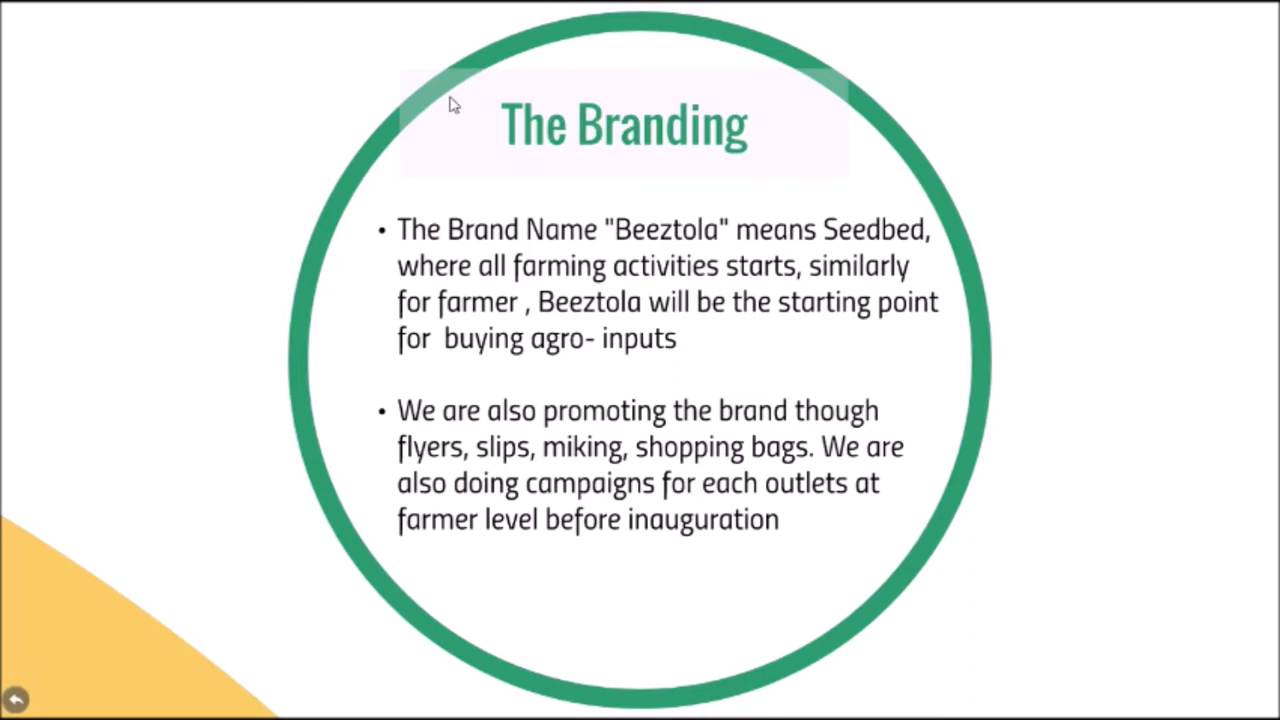 The Branding
• The Brand Name "Beeztola" means Seedbed,
where all farming activities starts, similarly
for farmer , Beeztola will be the starting point
for buying agro- inputs
• We are also promoting the brand though
flyers, slips, miking, shopping bags. We are
also doing campaigns for each outlets at
farmer level before inauguration